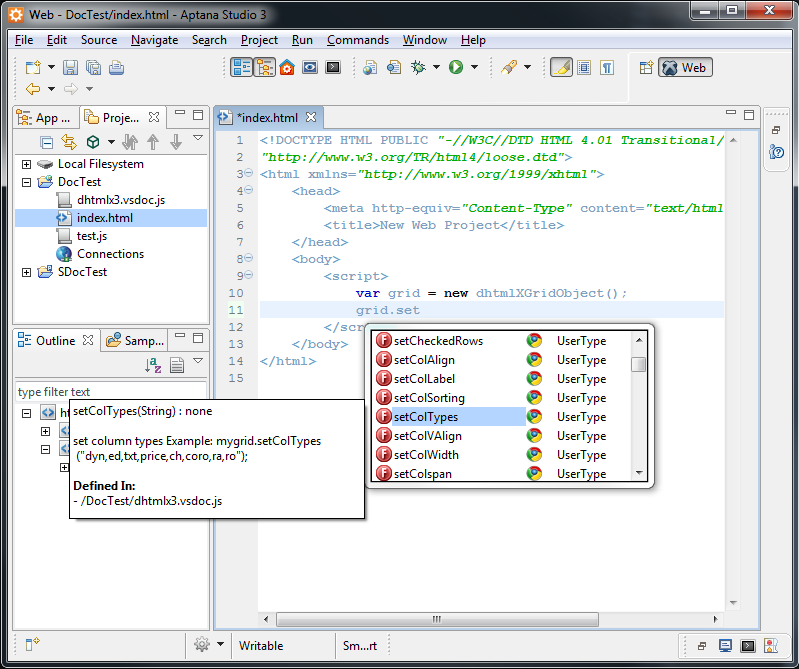 Web - DocTest/index.html - Aptana Studio 3
File Edit Source Navigate Search Project Run Commands Window Help
Web
App ... Proje...
*index.html
Local Filesystem
DocTest
dhtmlx3.vsdoc.js
index.html
test.js
Connections
SDocTest
1 <!DOCTYPE HTML PUBLIC "-//W3C//DTD HTML 4.01 Transitional/
2 "http://www.w3.org/TR/html4/loose.dtd">
3 <html xmlns="http://www.w3.org/1999/xhtml">
4 <head>
5 <meta http-equiv="Content-Type" content="text/html
6 <title>New Web Project</title>
7 </head>
8 <body>
9 <script>
10 var grid = new dhtmlXGridObject();
11 grid.set
12 </scr
13 </body>
14 </html>
15
Outline Samp...
type filter text
setCheckedRows UserType
setColAlign UserType
setColLabel UserType
setColSorting UserType
setColTypes UserType
setColVAlign UserType
setColWidth UserType
setColspan UserType
setColTypes(String) : none
set column types Example: mygrid.setColTypes
("dyn,ed,txt,price,ch,coro,ra,ro");
Defined In:
- /DocTest/dhtmlx3.vsdoc.js
Writable Sm...rt